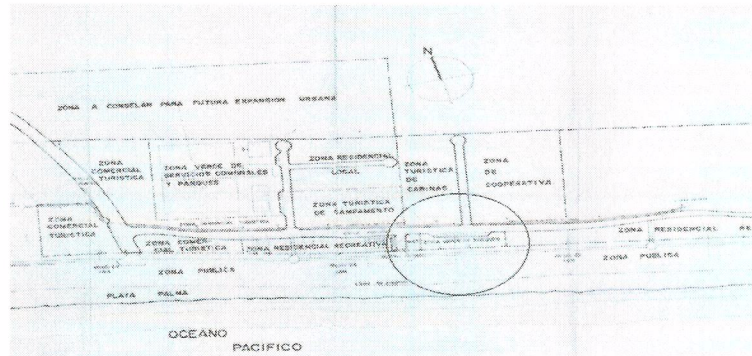 N
ZONA A CONSELAR PARA FUTURA EXPANSION URBANA
ZONA
COMERCIAL
TURISTICA
ZONA VERDE DE
SERVICIOS COMUNALES
Y PARQUES
ZONA RESIDENCIAL
LOCAL
ZONA
TURISTICA
DE
CABINAS
ZONA
DE
COOPERATIVA
ZONA TURISTICA
DE CAMPAMENTO
ZONA
COMERCIAL
TURISTICA
ZONA COMER-
CIAL TURISTICA
ZONA RESIDENCIAL RECREATIVA
ZONA RESIDENCIAL RE
ZONA PUBLICA
ZONA PUBLICA
PLAYA PALMA
OCEANO
PACIFICO